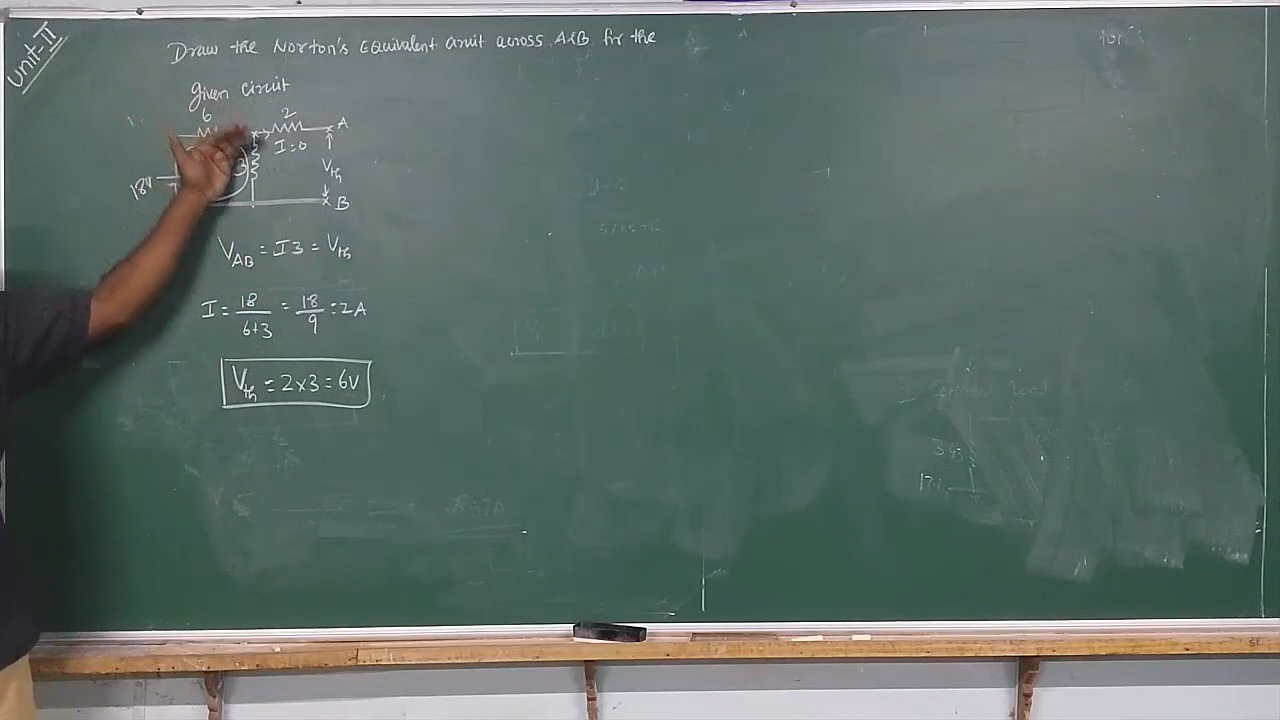 Unit-II
Draw the Norton's Equivalent Circuit across A&B for the
given circuit
6
2
A
I=0
3
18V
Vth
B
VAB = I3 = Vth
I = 18/6+3 = 18/9 = 2A
Vth = 2×3 = 6V